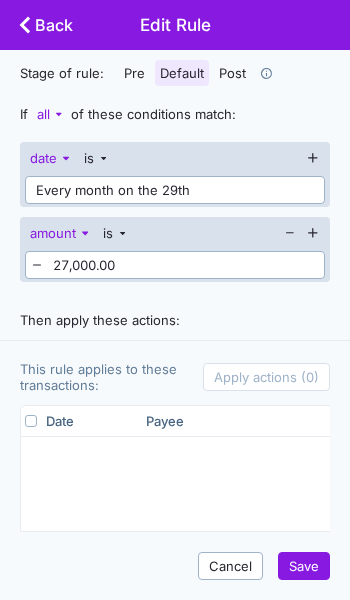 Back
Edit Rule
Stage of rule: Pre Default Post
If all of these conditions match:
date is
Every month on the 29th
amount is
− 27,000.00
Then apply these actions:
This rule applies to these
transactions:
Apply actions (0)
Date Payee
Cancel Save